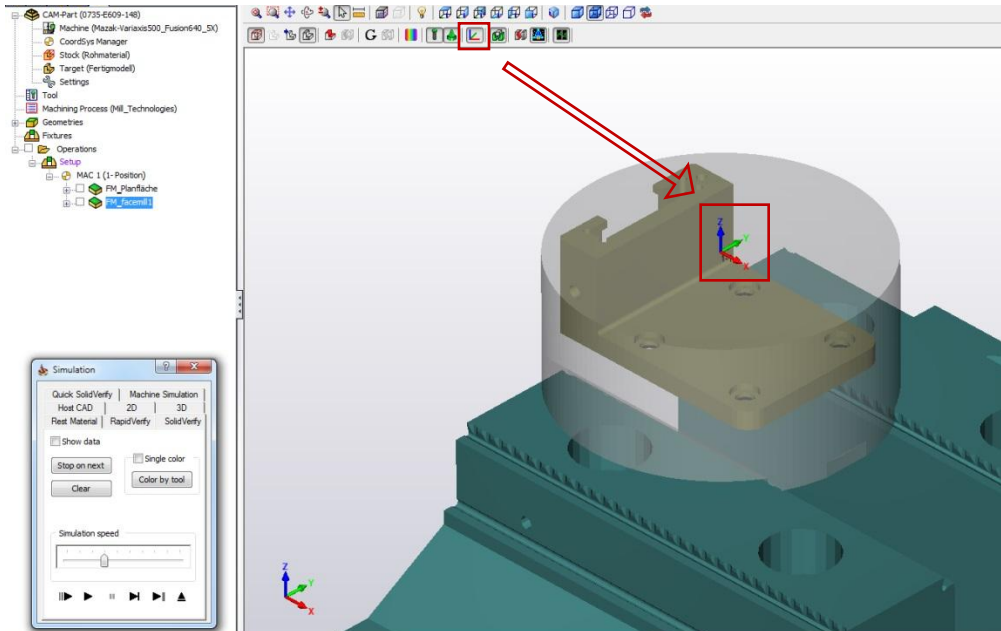 CAM-Part (0735-E609-148)
Machine (Mazak-Variaxis500_Fusion640_5X)
CoordSys Manager
Stock (Rohmaterial)
Target (Fertigmodell)
Settings
Tool
Machining Process (Mill_Technologies)
Geometries
Fixtures
Operations
Setup
MAC 1 (1- Position)
FM_Planfläche
FM_facemill1
G
Z
Y
X
Simulation
?
Quick SolidVerify Machine Simulation
Host CAD 2D 3D
Rest Material RapidVerify SolidVerify
Show data
Stop on next
Single color
Clear
Color by tool
Simulation speed
Z
Y
X